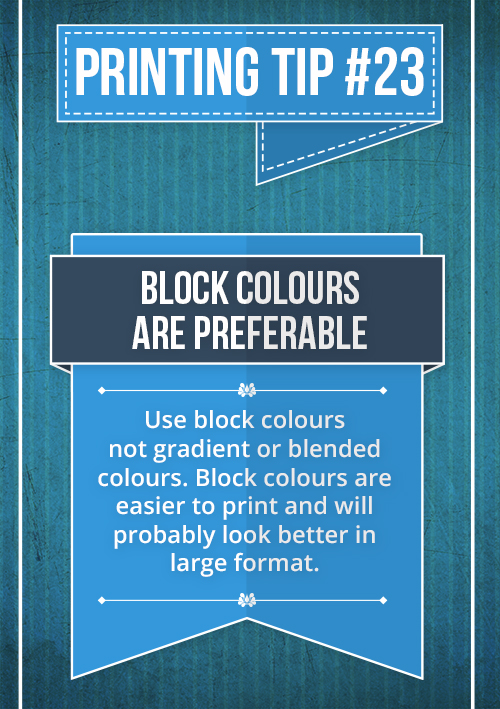 PRINTING TIP #23
BLOCK COLOURS
ARE PREFERABLE
Use block colours
not gradient or blended
colours. Block colours are
easier to print and will
probably look better in
large format.